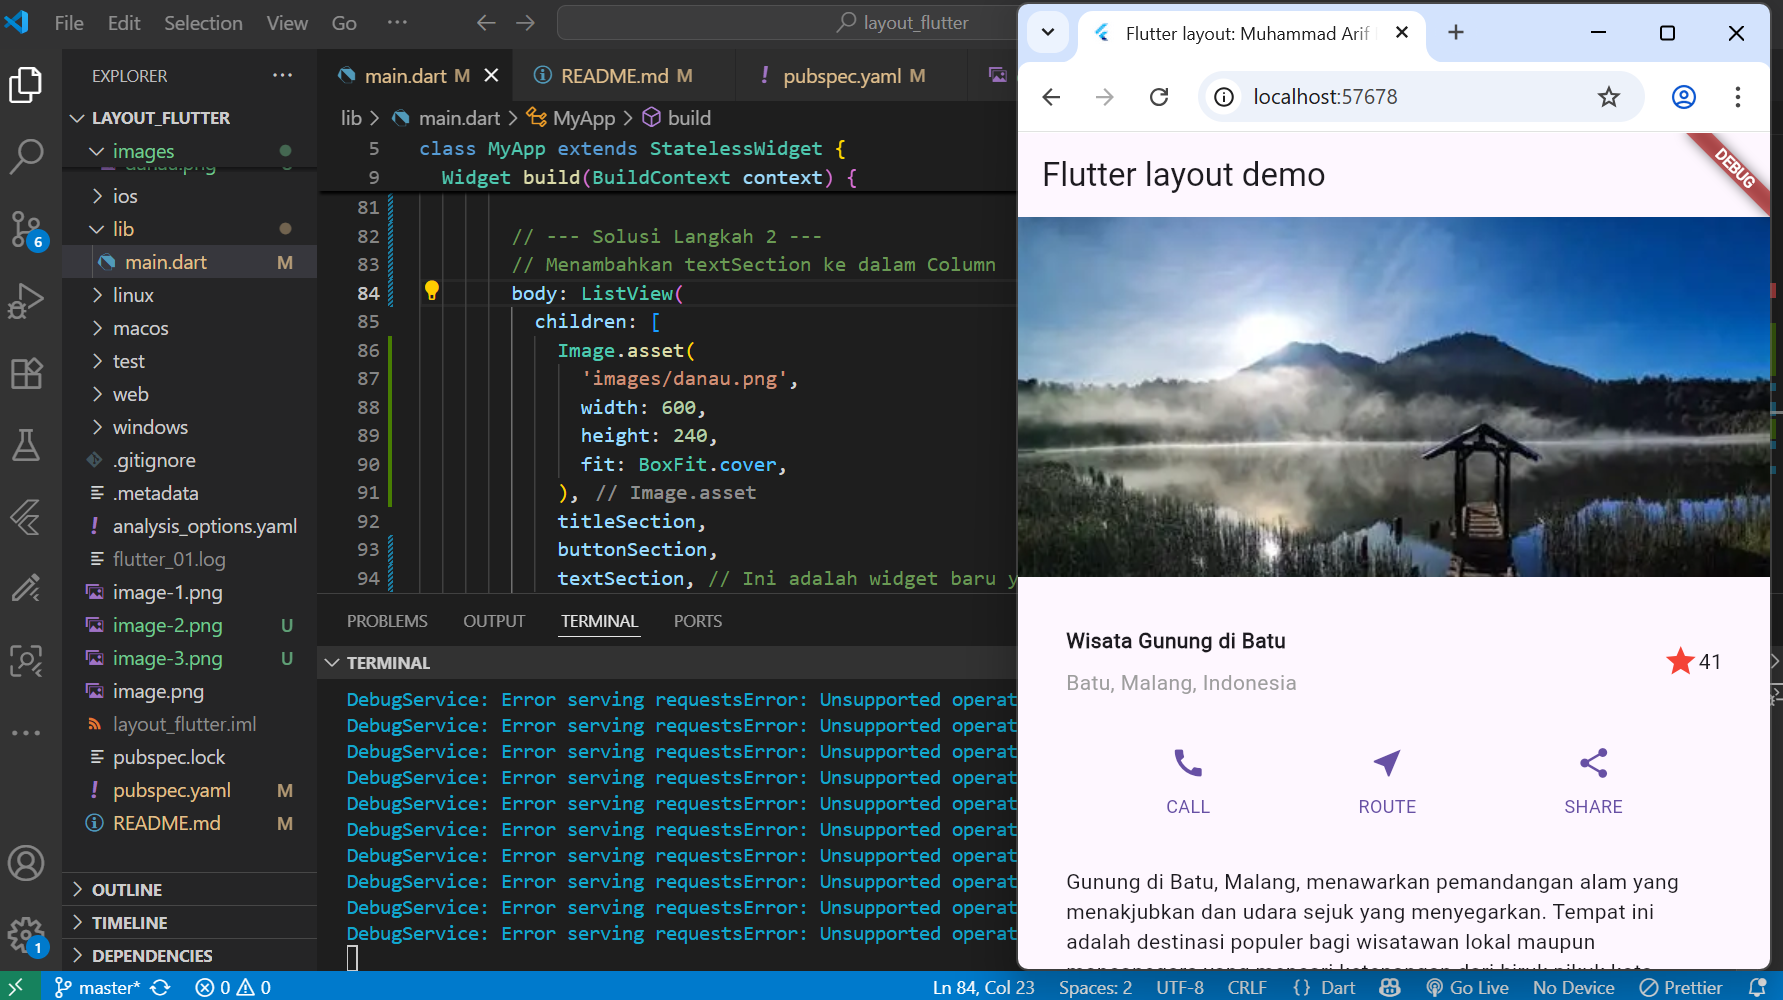 File Edit Selection View Go ··· layout_flutter
EXPLORER
LAYOUT_FLUTTER
images
danau.png
ios
lib
main.dart M
linux
macos
test
web
windows
.gitignore
.metadata
analysis_options.yaml
flutter_01.log
image-1.png
image-2.png U
image-3.png U
image.png
layout_flutter.iml
pubspec.lock
pubspec.yaml M
README.md M
OUTLINE
TIMELINE
DEPENDENCIES
6
1
main.dart M README.md M pubspec.yaml M
lib > main.dart > MyApp > build
5 class MyApp extends StatelessWidget {
9 Widget build(BuildContext context) {
81
82 // --- Solusi Langkah 2 ---
83 // Menambahkan textSection ke dalam Column
84 body: ListView(
85 children: [
86 Image.asset(
87 'images/danau.png',
88 width: 600,
89 height: 240,
90 fit: BoxFit.cover,
91 ), // Image.asset
92 titleSection,
93 buttonSection,
94 textSection, // Ini adalah widget baru y
PROBLEMS OUTPUT TERMINAL PORTS
TERMINAL
DebugService: Error serving requestsError: Unsupported operat
DebugService: Error serving requestsError: Unsupported operat
DebugService: Error serving requestsError: Unsupported operat
DebugService: Error serving requestsError: Unsupported operat
DebugService: Error serving requestsError: Unsupported operat
DebugService: Error serving requestsError: Unsupported operat
DebugService: Error serving requestsError: Unsupported operat
DebugService: Error serving requestsError: Unsupported operat
DebugService: Error serving requestsError: Unsupported operat
DebugService: Error serving requestsError: Unsupported operat
Flutter layout: Muhammad Arif
localhost:57678
Flutter layout demo
DEBUG
Wisata Gunung di Batu
Batu, Malang, Indonesia
41
CALL ROUTE SHARE
Gunung di Batu, Malang, menawarkan pemandangan alam yang
menakjubkan dan udara sejuk yang menyegarkan. Tempat ini
adalah destinasi populer bagi wisatawan lokal maupun
master* 0 0 Ln 84, Col 23 Spaces: 2 UTF-8 CRLF {} Dart Go Live No Device Prettier